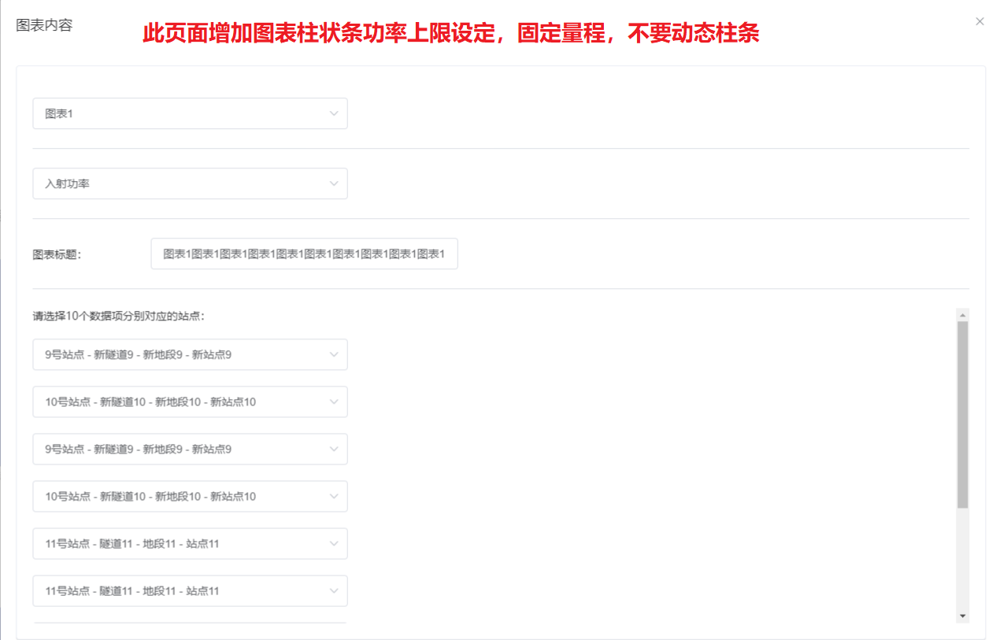 图表内容
此页面增加图表柱状条功率上限设定，固定量程，不要动态柱条
图表1
入射功率
图表标题：
图表1图表1图表1图表1图表1图表1图表1图表1图表1图表1
请选择10个数据项分别对应的站点：
9号站点 - 新隧道9 - 新地段9 - 新站点9
10号站点 - 新隧道10 - 新地段10 - 新站点10
9号站点 - 新隧道9 - 新地段9 - 新站点9
10号站点 - 新隧道10 - 新地段10 - 新站点10
11号站点 - 隧道11 - 地段11 - 站点11
11号站点 - 隧道11 - 地段11 - 站点11